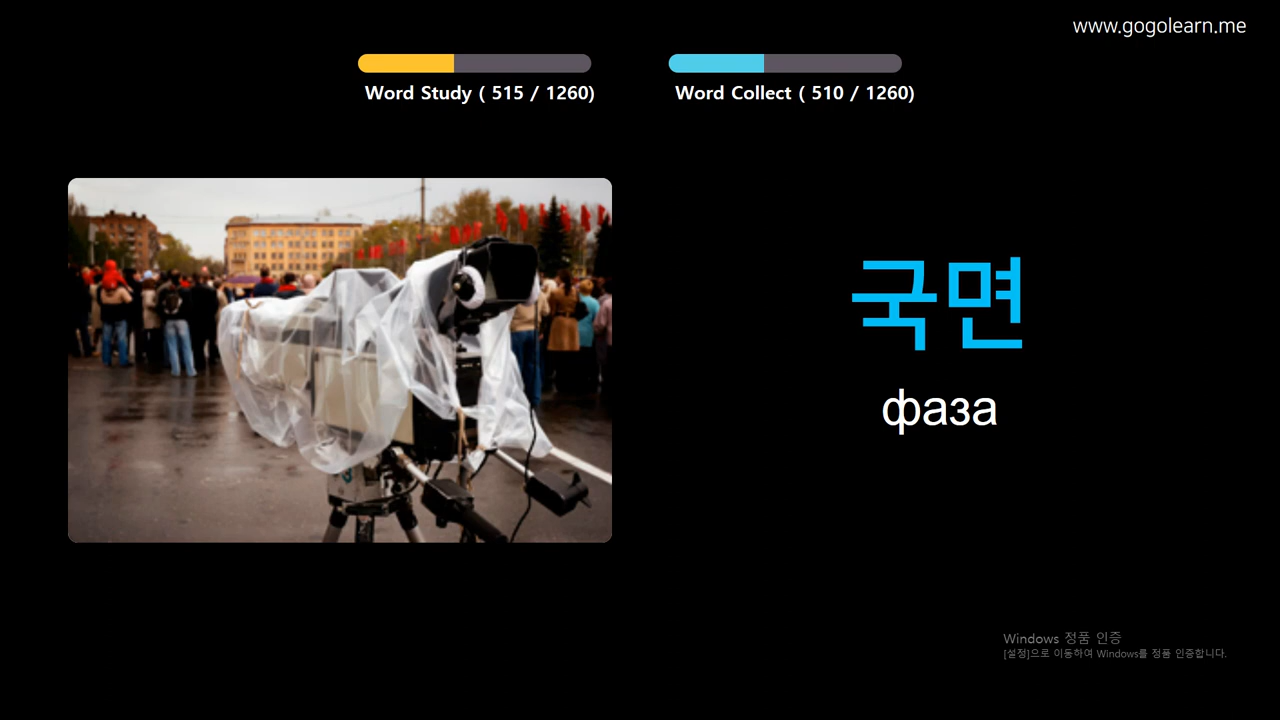 www.gogolearn.me
Word Study ( 515 / 1260)
Word Collect ( 510 / 1260)
국면
фаза
Windows 정품 인증
[설정]으로 이동하여 Windows를 정품 인증합니다.